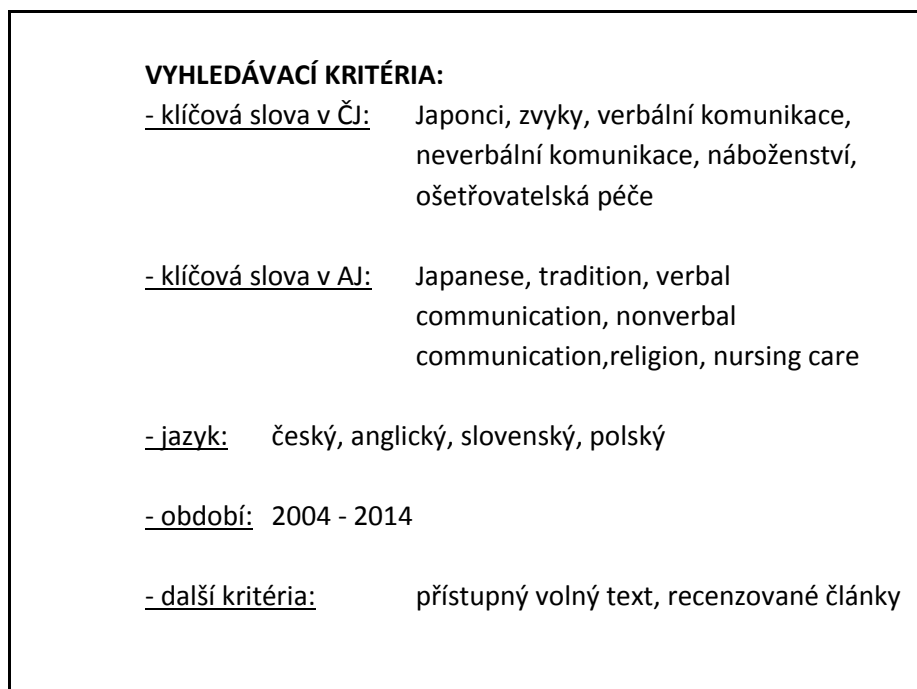 VYHLEDÁVACÍ KRITÉRIA:
- klíčová slova v ČJ: Japonci, zvyky, verbální komunikace,
neverbální komunikace, náboženství,
ošetřovatelská péče
- klíčová slova v AJ: Japanese, tradition, verbal
communication, nonverbal
communication,religion, nursing care
- jazyk: český, anglický, slovenský, polský
- období: 2004 - 2014
- další kritéria: přístupný volný text, recenzované články